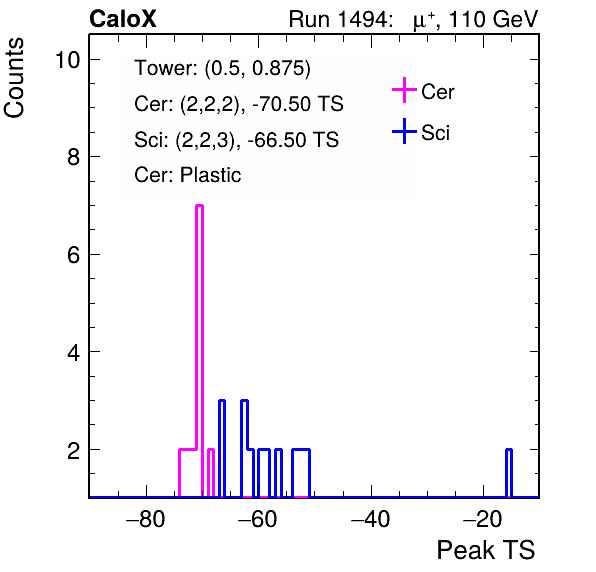 CaloX Run 1494: μ⁺, 110 GeV
Counts
Tower: (0.5, 0.875)
Cer: (2,2,2), -70.50 TS
Sci: (2,2,3), -66.50 TS
Cer: Plastic
Cer
Sci
10
8
6
4
2
−80 −60 −40 −20
Peak TS